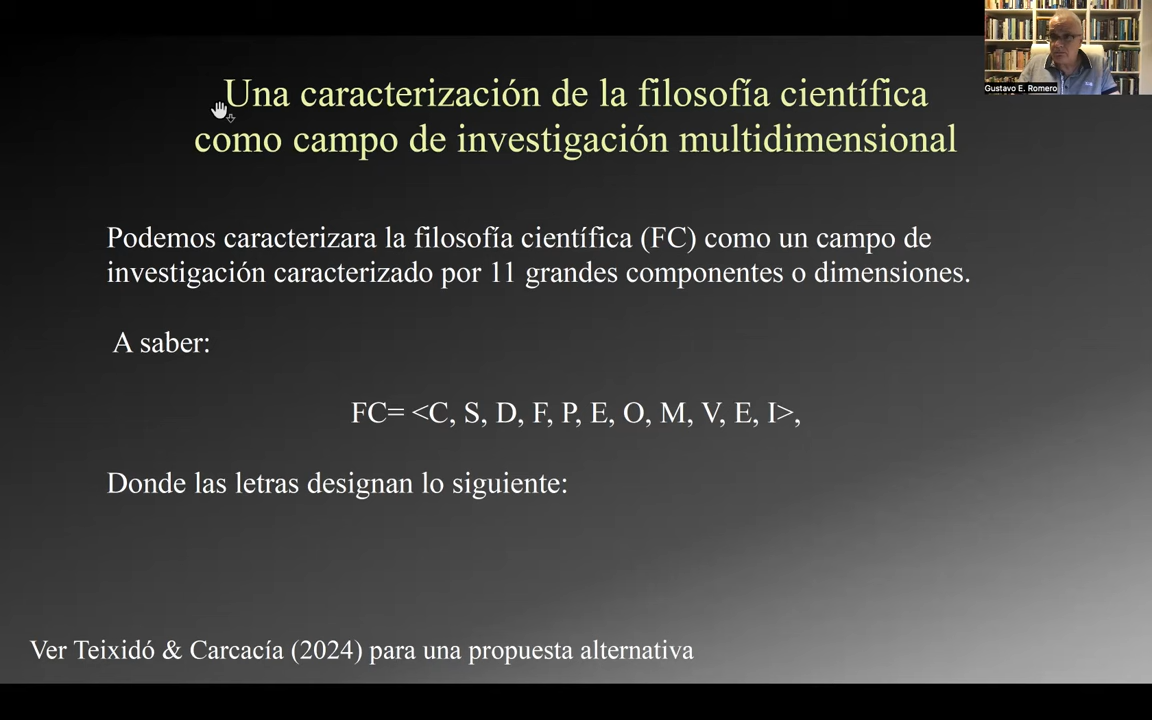 Una caracterización de la filosofía científica
como campo de investigación multidimensional
Gustavo E. Romero
Podemos caracterizara la filosofía científica (FC) como un campo de
investigación caracterizado por 11 grandes componentes o dimensiones.
A saber:
FC= <C, S, D, F, P, E, O, M, V, E, I>,
Donde las letras designan lo siguiente:
Ver Teixidó & Carcacía (2024) para una propuesta alternativa